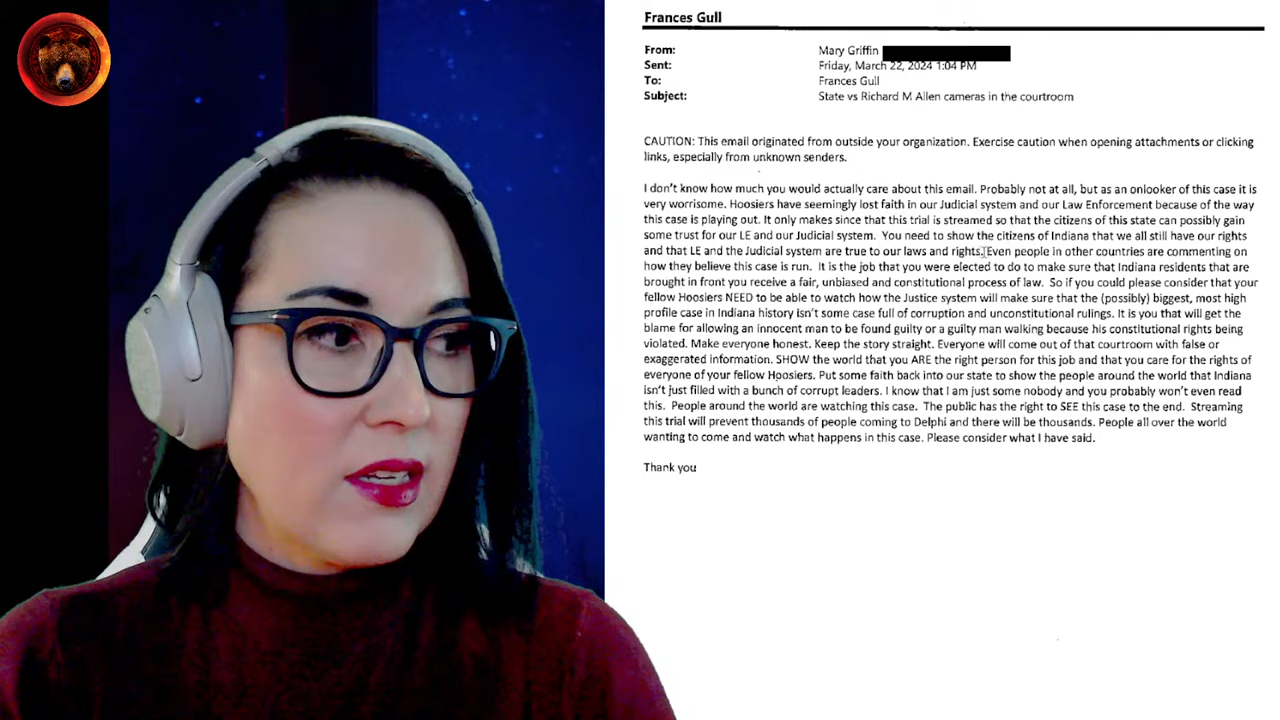 Frances Gull
From: Mary Griffin
Sent: Friday, March 22, 2024 1:04 PM
To: Frances Gull
Subject: State vs Richard M Allen cameras in the courtroom
CAUTION: This email originated from outside your organization. Exercise caution when opening attachments or clicking
links, especially from unknown senders.
I don't know how much you would actually care about this email. Probably not at all, but as an onlooker of this case it is
very worrisome. Hoosiers have seemingly lost faith in our Judicial system and our Law Enforcement because of the way
this case is playing out. It only makes since that this trial is streamed so that the citizens of this state can possibly gain
some trust for our LE and our Judicial system. You need to show the citizens of Indiana that we all still have our rights
and that LE and the Judicial system are true to our laws and rights. Even people in other countries are commenting on
how they believe this case is run. It is the job that you were elected to do to make sure that Indiana residents that are
brought in front you receive a fair, unbiased and constitutional process of law. So if you could please consider that your
fellow Hoosiers NEED to be able to watch how the Justice system will make sure that the (possibly) biggest, most high
profile case in Indiana history isn't some case full of corruption and unconstitutional rulings. It is you that will get the
blame for allowing an innocent man to be found guilty or a guilty man walking because his constitutional rights being
violated. Make everyone honest. Keep the story straight. Everyone will come out of that courtroom with false or
exaggerated information. SHOW the world that you ARE the right person for this job and that you care for the rights of
everyone of your fellow Hoosiers. Put some faith back into our state to show the people around the world that Indiana
isn't just filled with a bunch of corrupt leaders. I know that I am just some nobody and you probably won't even read
this. People around the world are watching this case. The public has the right to SEE this case to the end. Streaming
this trial will prevent thousands of people coming to Delphi and there will be thousands. People all over the world
wanting to come and watch what happens in this case. Please consider what I have said.
Thank you